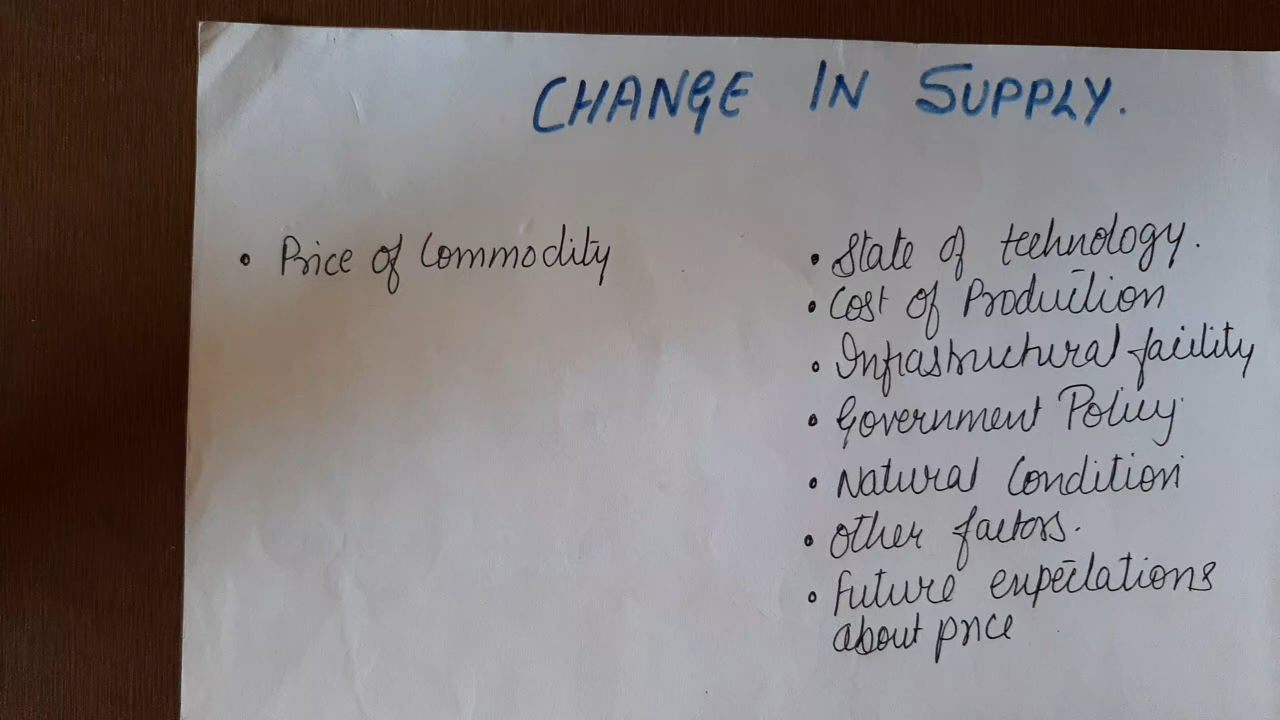 CHANGE IN SUPPLY.
• Price of Commodity
• State of technology.
• Cost of Production
• Infrastructural facility
• Government Policy
• Natural Condition
• Other factors.
• Future expectations
about price